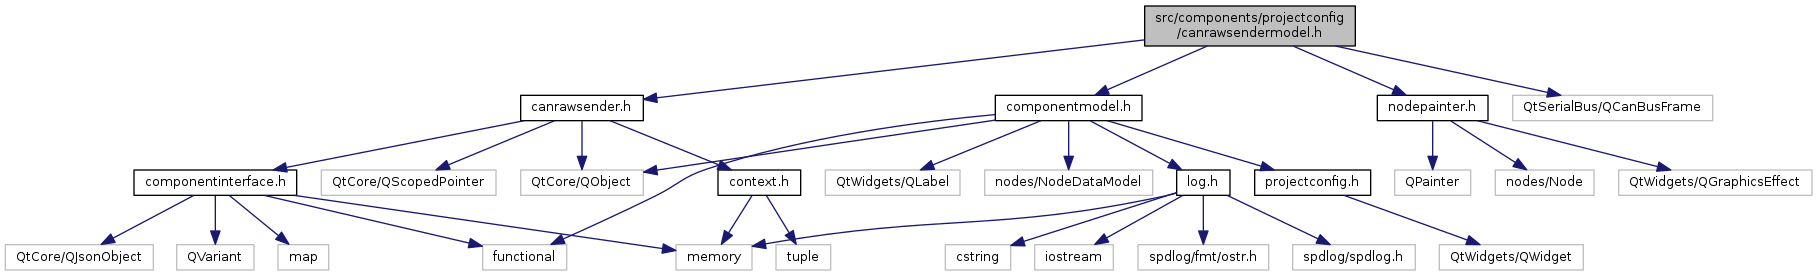 src/components/projectconfig
/canrawsendermodel.h
canrawsender.h
componentmodel.h
nodepainter.h
QtSerialBus/QCanBusFrame
componentinterface.h
QtCore/QScopedPointer
QtCore/QObject
context.h
QtWidgets/QLabel
nodes/NodeDataModel
log.h
projectconfig.h
QPainter
nodes/Node
QtWidgets/QGraphicsEffect
QtCore/QJsonObject
QVariant
map
functional
memory
tuple
cstring
iostream
spdlog/fmt/ostr.h
spdlog/spdlog.h
QtWidgets/QWidget